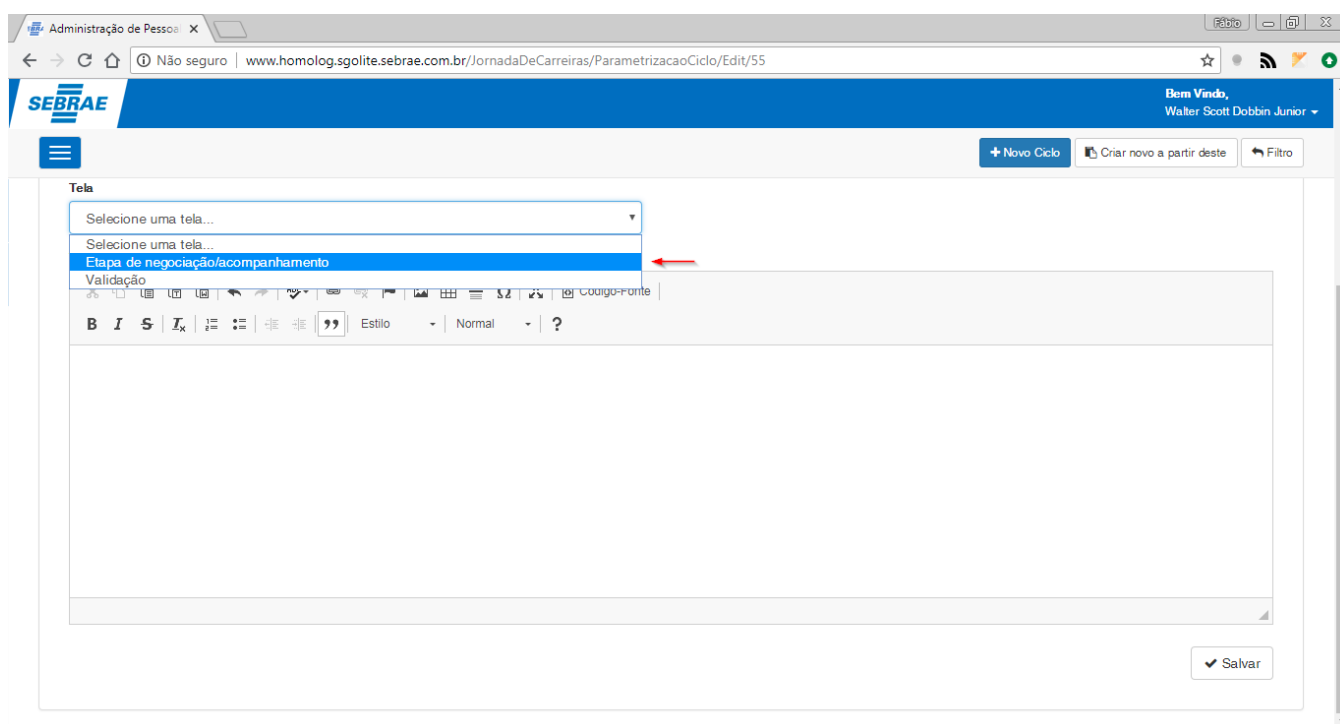 Administração de Pessoa
Fábio
Não seguro | www.homolog.sgolite.sebrae.com.br/JornadaDeCarreiras/ParametrizacaoCiclo/Edit/55
SEBRAE
Bem Vindo,
Walter Scott Dobbin Junior
Novo Ciclo
Criar novo a partir deste
Filtro
Tela
Selecione uma tela...
Selecione uma tela...
Etapa de negociação/acompanhamento
Validação
Código-Fonte
B I S Ix Estilo Normal ?
Salvar